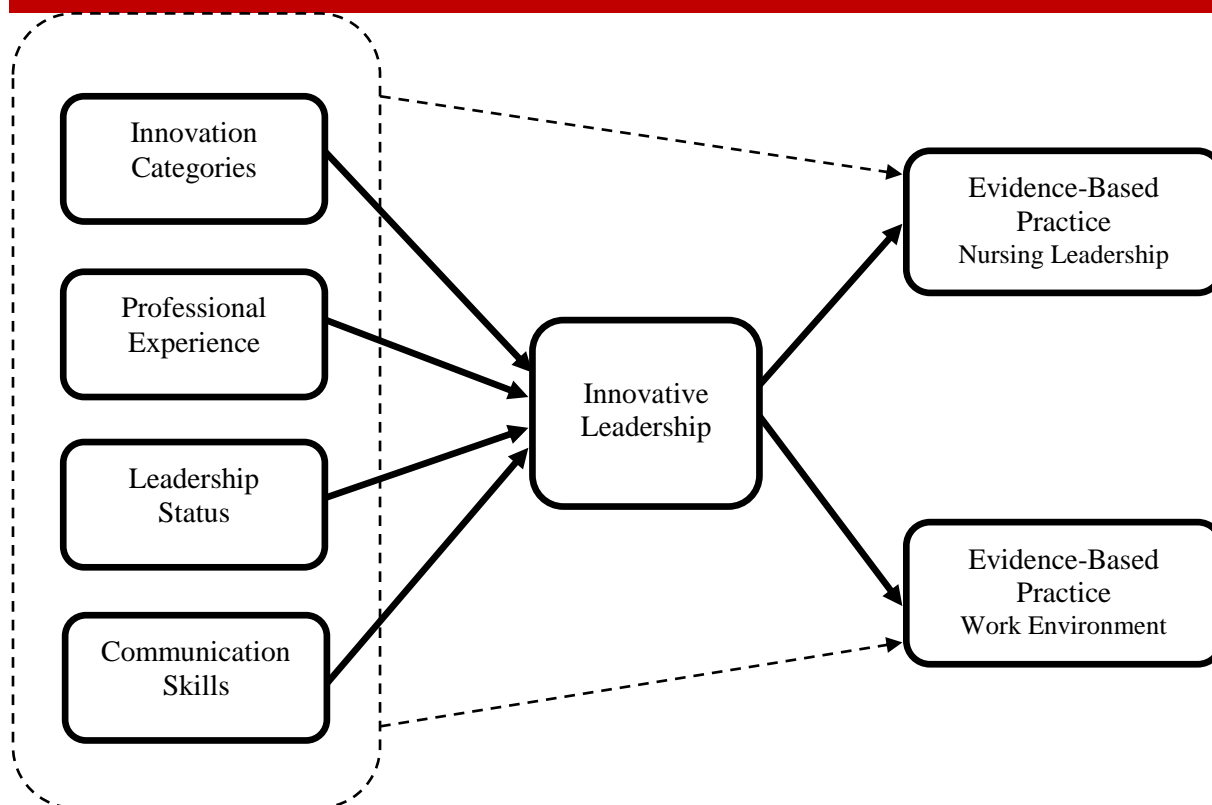 Innovation
Categories
Professional
Experience
Leadership
Status
Communication
Skills
Innovative
Leadership
Evidence-Based
Practice
Nursing Leadership
Evidence-Based
Practice
Work Environment